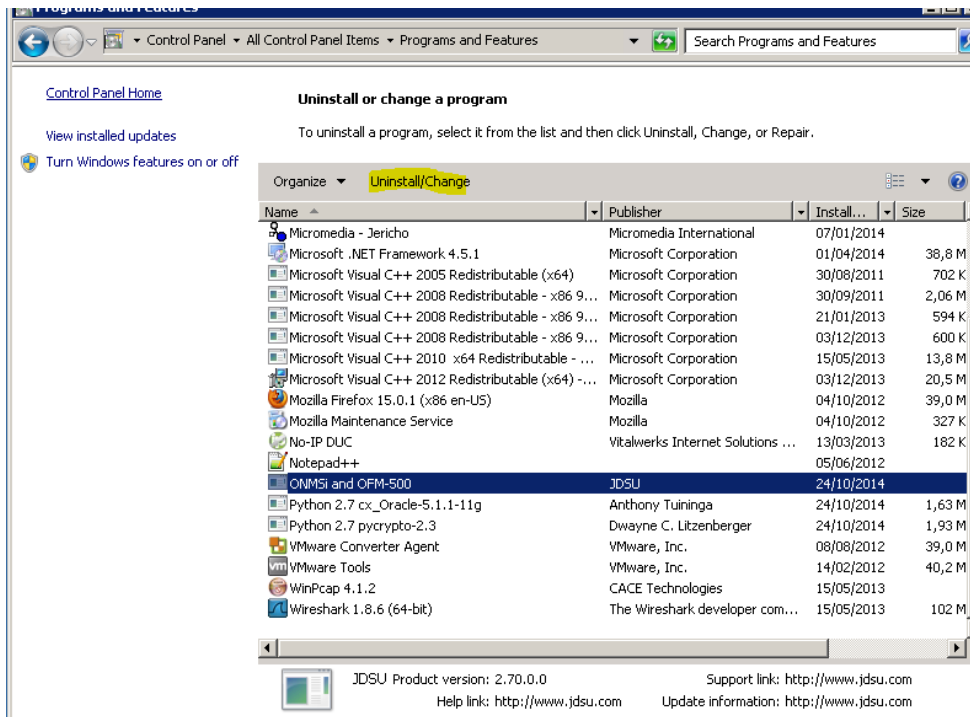 Programs and Features
Control Panel All Control Panel Items Programs and Features Search Programs and Features
Control Panel Home
View installed updates
Turn Windows features on or off
Uninstall or change a program
To uninstall a program, select it from the list and then click Uninstall, Change, or Repair.
Organize Uninstall/Change
Name Publisher Install... Size
Micromedia - Jericho Micromedia International 07/01/2014
Microsoft .NET Framework 4.5.1 Microsoft Corporation 01/04/2014 38,8 M
Microsoft Visual C++ 2005 Redistributable (x64) Microsoft Corporation 30/08/2011 702 K
Microsoft Visual C++ 2008 Redistributable - x86 9... Microsoft Corporation 30/09/2011 2,06 M
Microsoft Visual C++ 2008 Redistributable - x86 9... Microsoft Corporation 21/01/2013 594 K
Microsoft Visual C++ 2008 Redistributable - x86 9... Microsoft Corporation 03/12/2013 600 K
Microsoft Visual C++ 2010 x64 Redistributable - ... Microsoft Corporation 15/05/2013 13,8 M
Microsoft Visual C++ 2012 Redistributable (x64) -... Microsoft Corporation 03/12/2013 20,5 M
Mozilla Firefox 15.0.1 (x86 en-US) Mozilla 04/10/2012 39,0 M
Mozilla Maintenance Service Mozilla 04/10/2012 327 K
No-IP DUC Vitalwerks Internet Solutions ... 13/03/2013 182 K
Notepad++ 05/06/2012
ONMSi and OFM-500 JDSU 24/10/2014
Python 2.7 cx_Oracle-5.1.1-11g Anthony Tuininga 24/10/2014 1,63 M
Python 2.7 pycrypto-2.3 Dwayne C. Litzenberger 24/10/2014 1,93 M
VMware Converter Agent VMware, Inc. 08/08/2012 39,0 M
VMware Tools VMware, Inc. 14/02/2012 40,2 M
WinPcap 4.1.2 CACE Technologies 15/05/2013
Wireshark 1.8.6 (64-bit) The Wireshark developer com... 15/05/2013 102 M
JDSU Product version: 2.70.0.0 Support link: http://www.jdsu.com
Help link: http://www.jdsu.com Update information: http://www.jdsu.com